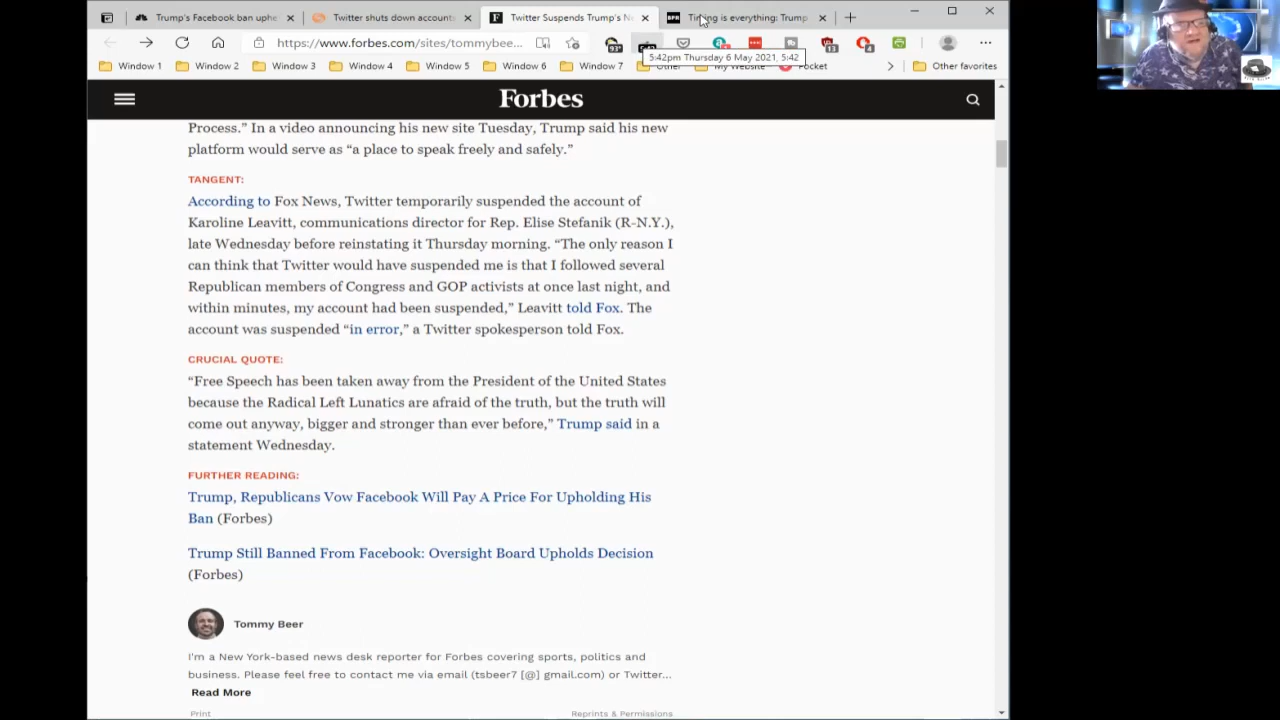 Trump's Facebook ban uphe
Twitter shuts down account
Twitter Suspends Trump's N
BPR
Timing is everything: Trump
https://www.forbes.com/sites/tommybee...
93°
13
4
5:42pm Thursday 6 May 2021, 5:42
Window 1
Window 2
Window 3
Window 4
Window 5
Window 6
Window 7
Other
My Website
Pocket
Other favorites
Forbes
Process.” In a video announcing his new site Tuesday, Trump said his new
platform would serve as “a place to speak freely and safely.”
TANGENT:
According to Fox News, Twitter temporarily suspended the account of
Karoline Leavitt, communications director for Rep. Elise Stefanik (R-N.Y.),
late Wednesday before reinstating it Thursday morning. “The only reason I
can think that Twitter would have suspended me is that I followed several
Republican members of Congress and GOP activists at once last night, and
within minutes, my account had been suspended,” Leavitt told Fox. The
account was suspended “in error,” a Twitter spokesperson told Fox.
CRUCIAL QUOTE:
“Free Speech has been taken away from the President of the United States
because the Radical Left Lunatics are afraid of the truth, but the truth will
come out anyway, bigger and stronger than ever before,” Trump said in a
statement Wednesday.
FURTHER READING:
Trump, Republicans Vow Facebook Will Pay A Price For Upholding His
Ban (Forbes)
Trump Still Banned From Facebook: Oversight Board Upholds Decision
(Forbes)
Tommy Beer
I'm a New York-based news desk reporter for Forbes covering sports, politics and
business. Please feel free to contact me via email (tsbeer7 [@] gmail.com) or Twitter...
Read More
Print
Reprints & Permissions